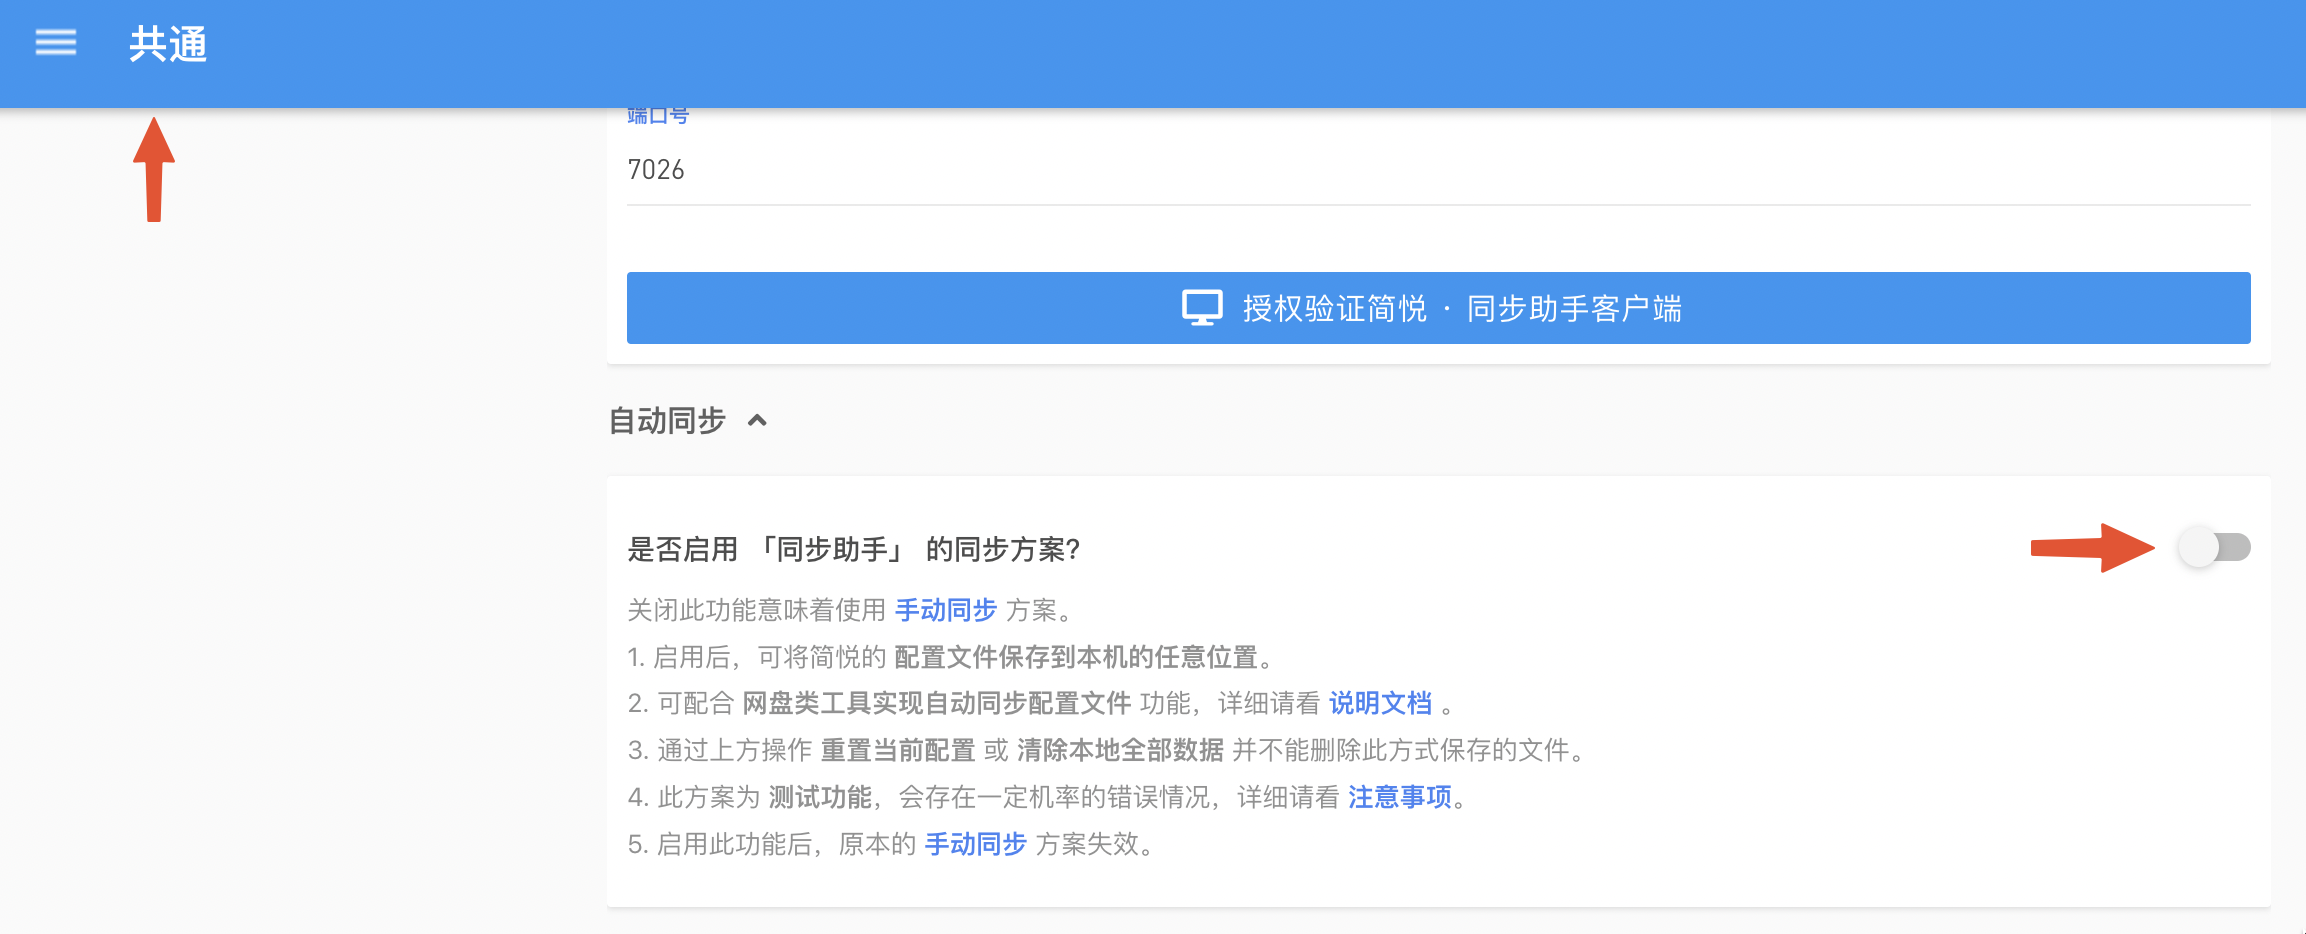 共通
端口号
7026
授权验证简悦 · 同步助手客户端
自动同步
是否启用 「同步助手」 的同步方案?
关闭此功能意味着使用 手动同步 方案。
1. 启用后，可将简悦的 配置文件保存到本机的任意位置。
2. 可配合 网盘类工具实现自动同步配置文件 功能，详细请看 说明文档 。
3. 通过上方操作 重置当前配置 或 清除本地全部数据 并不能删除此方式保存的文件。
4. 此方案为 测试功能，会存在一定机率的错误情况，详细请看 注意事项。
5. 启用此功能后，原本的 手动同步 方案失效。